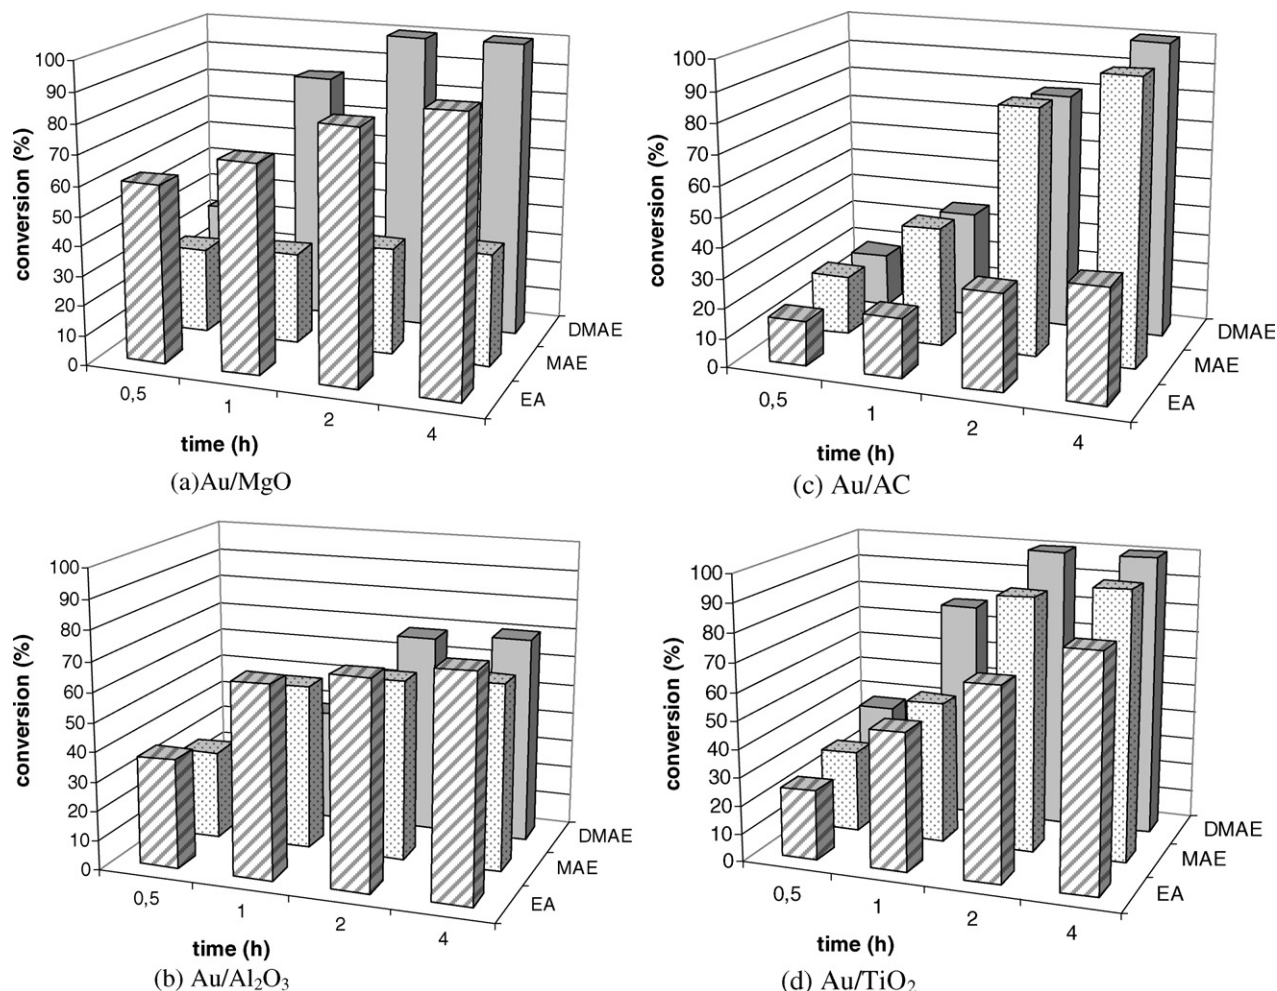 100
90
80
70
60
50
40
30
20
10
0
conversion (%)
0,5
1
2
4
time (h)
EA
MAE
DMAE
(a)Au/MgO
100
90
80
70
60
50
40
30
20
10
0
conversion (%)
0,5
1
2
4
time (h)
EA
MAE
DMAE
(c) Au/AC
100
90
80
70
60
50
40
30
20
10
0
conversion (%)
0,5
1
2
4
time (h)
EA
MAE
DMAE
(b) Au/Al₂O₃
100
90
80
70
60
50
40
30
20
10
0
conversion (%)
0,5
1
2
4
time (h)
EA
MAE
DMAE
(d) Au/TiO₂